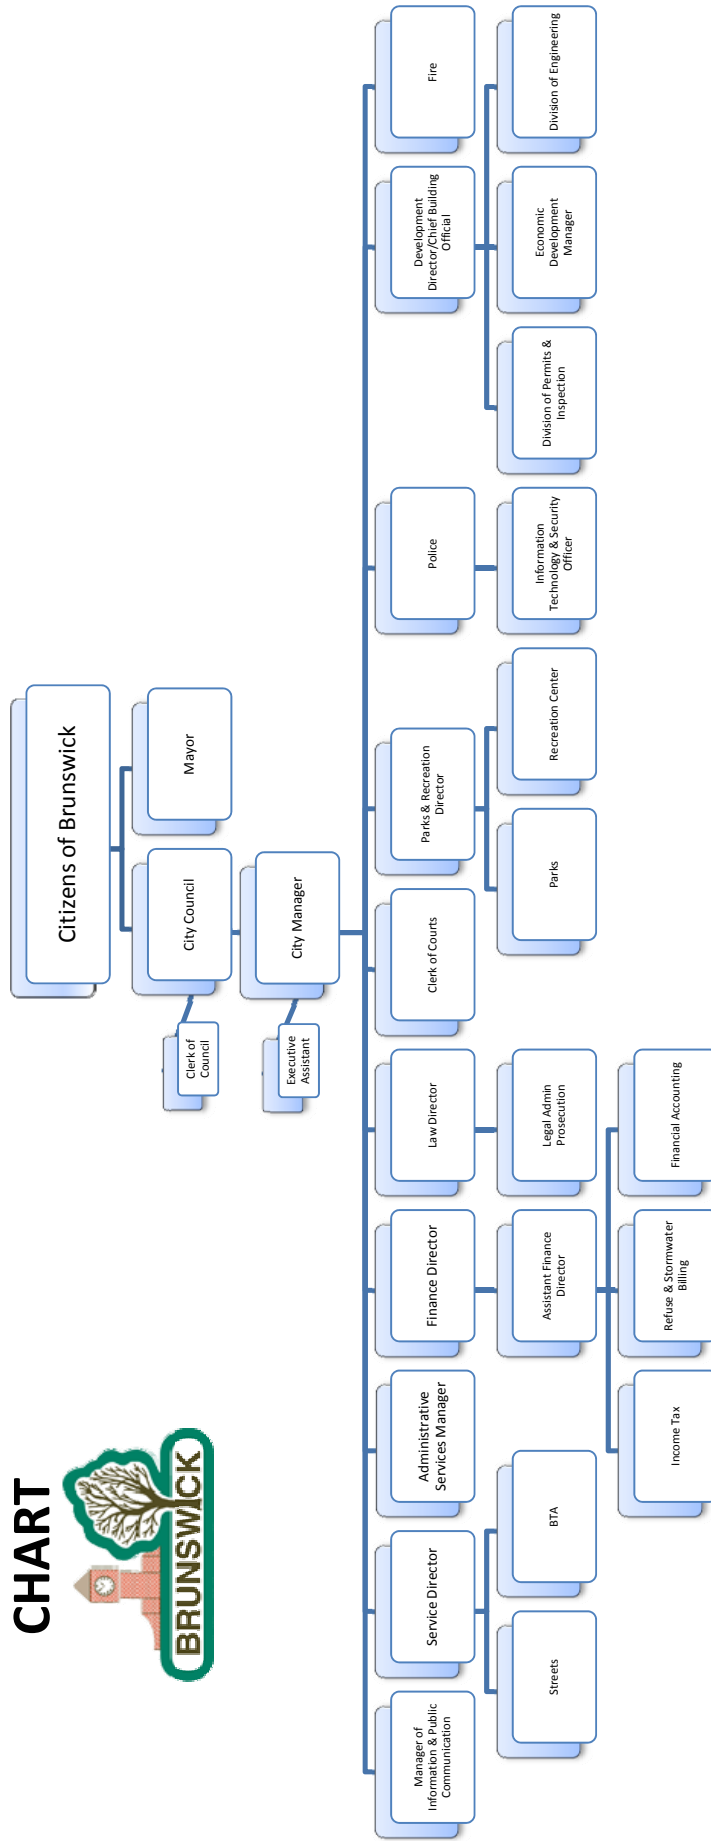 CHART
BRUNSWICK
Citizens of Brunswick
City Council
Mayor
Clerk of
Council
City Manager
Executive
Assistant
Manager of
Information & Public
Communication
Service Director
Administrative
Services Manager
Finance Director
Law Director
Clerk of Courts
Parks & Recreation
Director
Police
Development
Director/Chief Building
Official
Fire
Streets
BTA
Assistant Finance
Director
Legal Admin
Prosecution
Parks
Recreation Center
Information
Technology & Security
Officer
Division of Permits &
Inspection
Economic
Development
Manager
Division of Engineering
Income Tax
Refuse & Stormwater
Billing
Financial Accounting